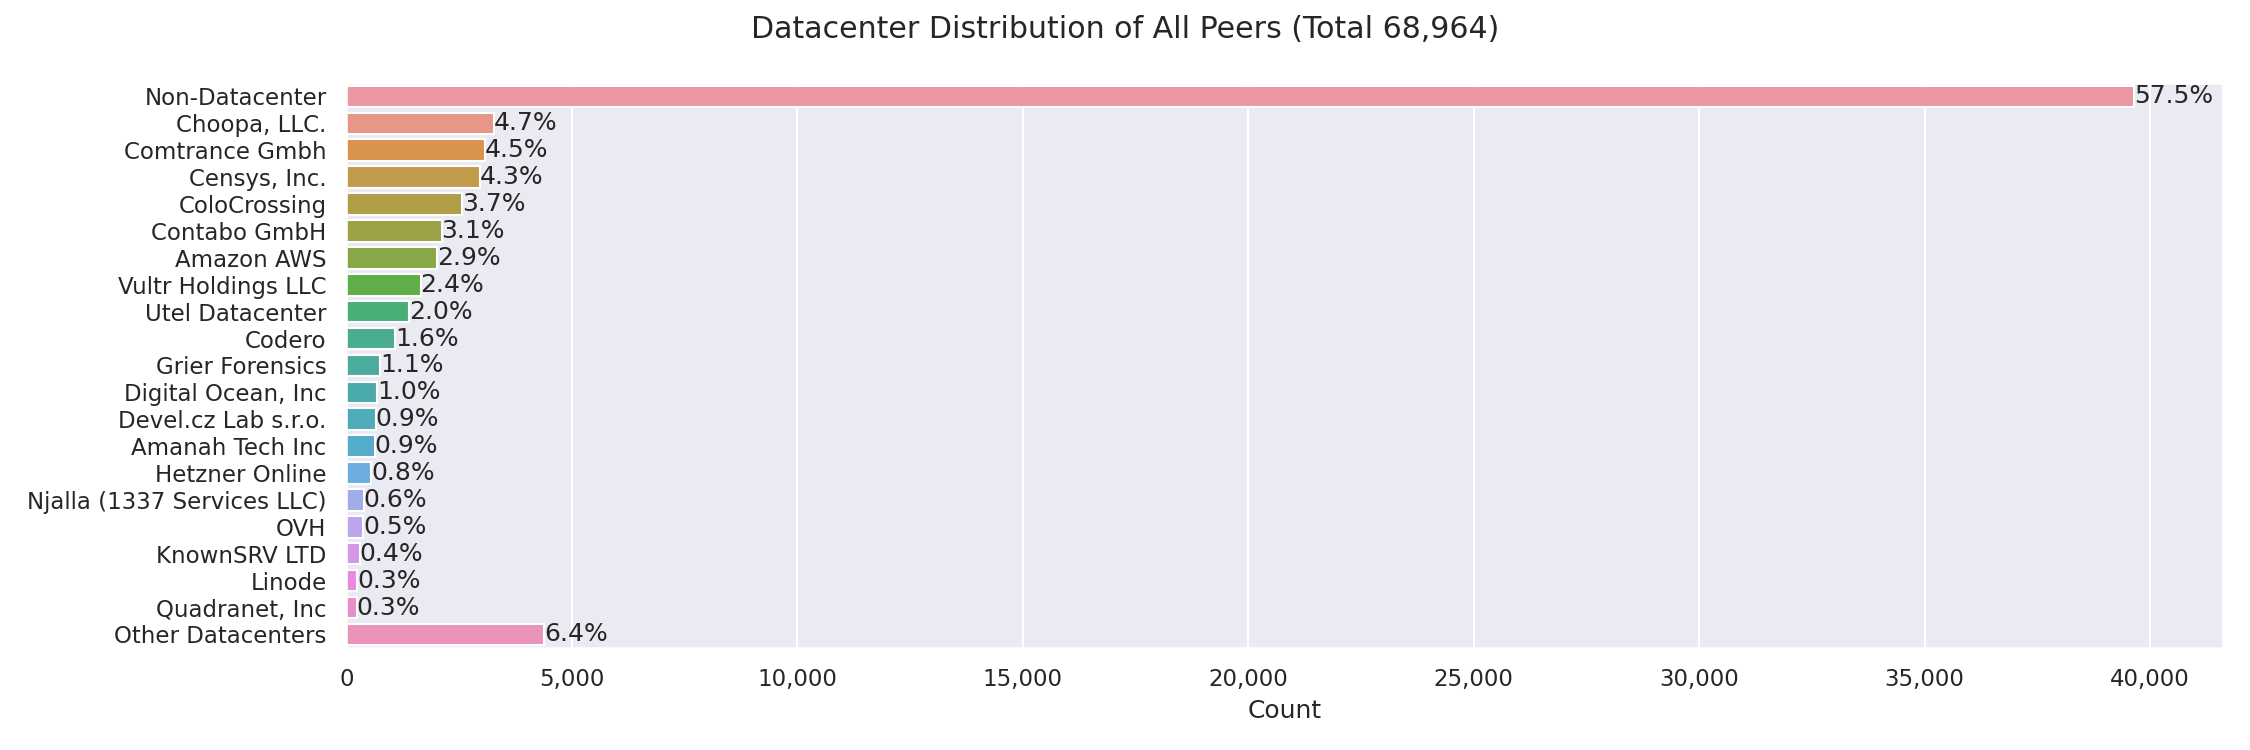 Datacenter Distribution of All Peers (Total 68,964)
Non-Datacenter 57.5%
Choopa, LLC. 4.7%
Comtrance Gmbh 4.5%
Censys, Inc. 4.3%
ColoCrossing 3.7%
Contabo GmbH 3.1%
Amazon AWS 2.9%
Vultr Holdings LLC 2.4%
Utel Datacenter 2.0%
Codero 1.6%
Grier Forensics 1.1%
Digital Ocean, Inc 1.0%
Devel.cz Lab s.r.o. 0.9%
Amanah Tech Inc 0.9%
Hetzner Online 0.8%
Njalla (1337 Services LLC) 0.6%
OVH 0.5%
KnownSRV LTD 0.4%
Linode 0.3%
Quadranet, Inc 0.3%
Other Datacenters 6.4%
0 5,000 10,000 15,000 20,000 25,000 30,000 35,000 40,000
Count